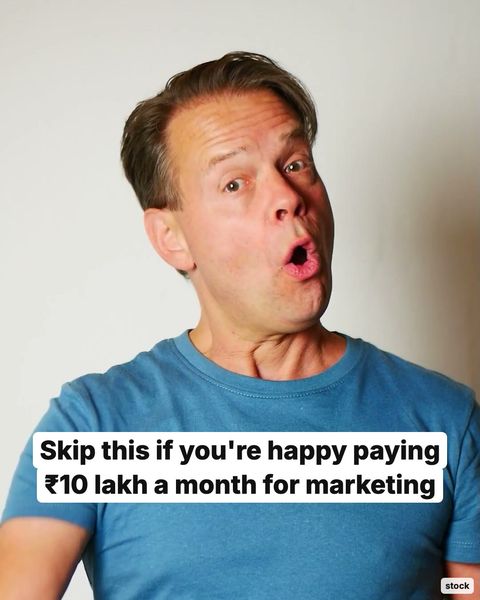 Skip this if you're happy paying
₹10 lakh a month for marketing
stock